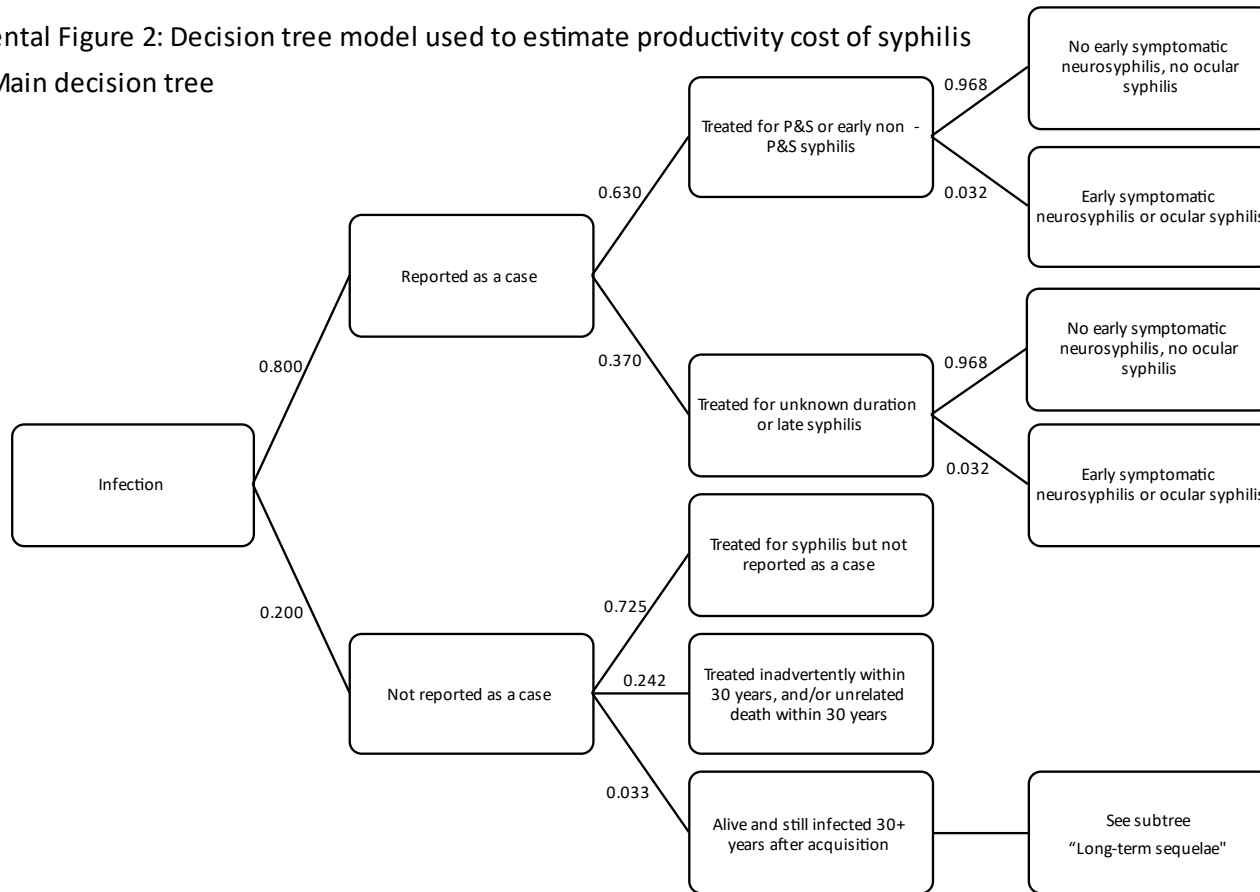 ental Figure 2: Decision tree model used to estimate productivity cost of syphilis
Main decision tree
No early symptomatic
neurosyphilis, no ocular
syphilis
0.968
Treated for P&S or early non -
P&S syphilis
0.032
Early symptomatic
neurosyphilis or ocular syphilis
0.630
Reported as a case
0.370
No early symptomatic
neurosyphilis, no ocular
syphilis
0.968
Treated for unknown duration
or late syphilis
0.032
Early symptomatic
neurosyphilis or ocular syphilis
0.800
Infection
0.200
Treated for syphilis but not
reported as a case
0.725
Not reported as a case
0.242
Treated inadvertently within
30 years, and/or unrelated
death within 30 years
0.033
Alive and still infected 30+
years after acquisition
See subtree
“Long-term sequelae"